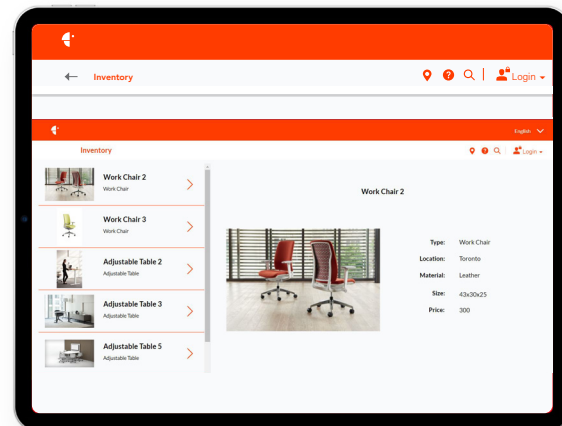 Inventory
Login
English
Inventory
Login
Work Chair 2
Work Chair
Work Chair 3
Work Chair
Adjustable Table 2
Adjustable Table
Adjustable Table 3
Adjustable Table
Adjustable Table 5
Adjustable Table
Work Chair 2
Type: Work Chair
Location: Toronto
Material: Leather
Size: 43x30x25
Price: 300